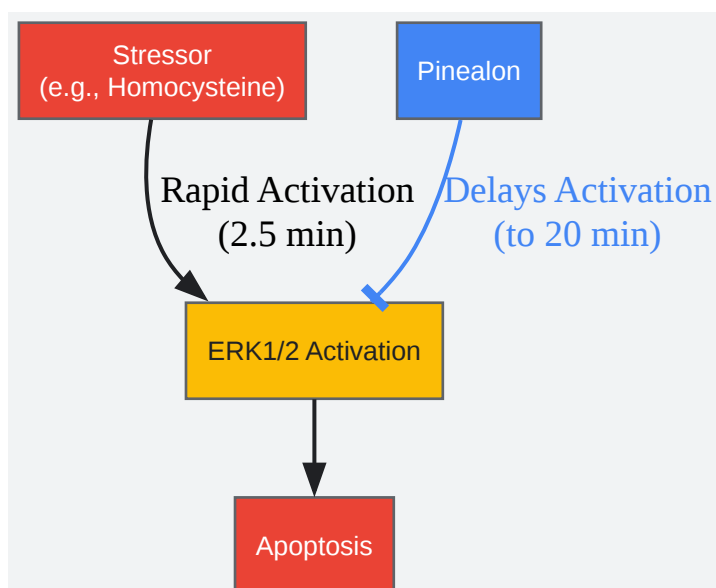 Stressor
(e.g., Homocysteine)
Pinealon
Rapid Activation
(2.5 min)
Delays Activation
(to 20 min)
ERK1/2 Activation
Apoptosis